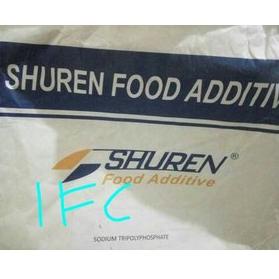 SHUREN FOOD ADDITIV
SHUREN®
Food Additive
IFC
SODIUM TRIPOLYPHOSPHATE